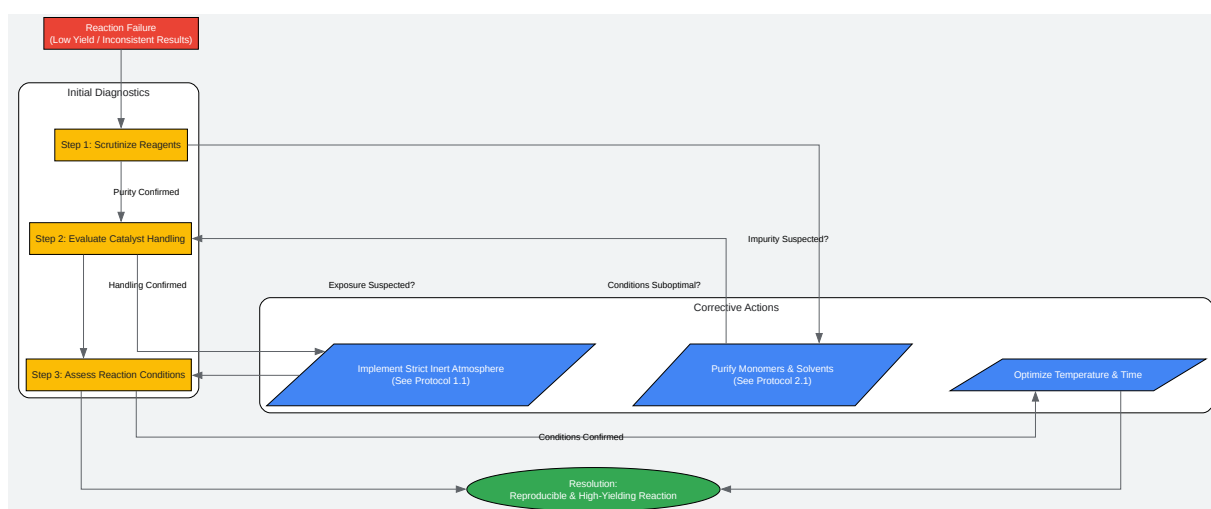 Reaction Failure
(Low Yield / Inconsistent Results)
Initial Diagnostics
Step 1: Scrutinize Reagents
Purity Confirmed
Step 2: Evaluate Catalyst Handling
Impurity Suspected?
Handling Confirmed
Exposure Suspected?
Conditions Suboptimal?
Corrective Actions
Step 3: Assess Reaction Conditions
Implement Strict Inert Atmosphere
(See Protocol 1.1)
Purify Monomers & Solvents
(See Protocol 2.1)
Optimize Temperature & Time
Conditions Confirmed
Resolution:
Reproducible & High-Yielding Reaction